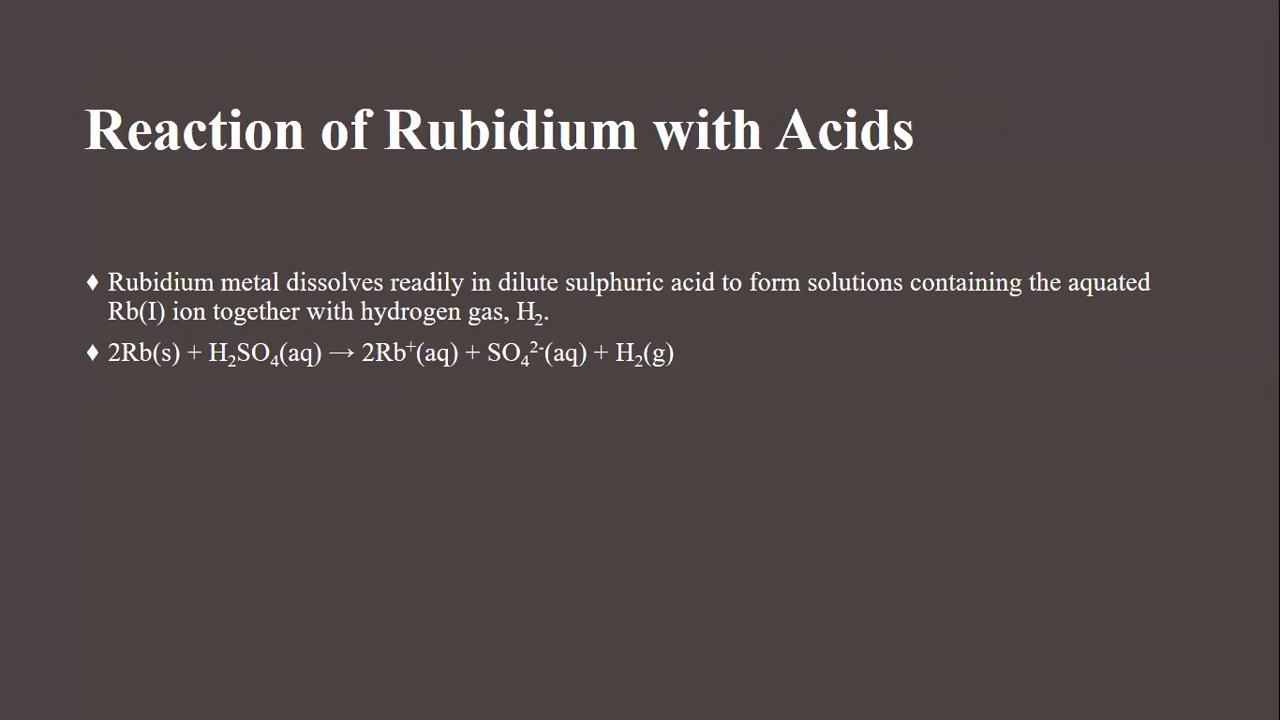 Reaction of Rubidium with Acids
♦ Rubidium metal dissolves readily in dilute sulphuric acid to form solutions containing the aquated
Rb(I) ion together with hydrogen gas, H₂.
♦ 2Rb(s) + H₂SO₄(aq) → 2Rb⁺(aq) + SO₄²⁻(aq) + H₂(g)